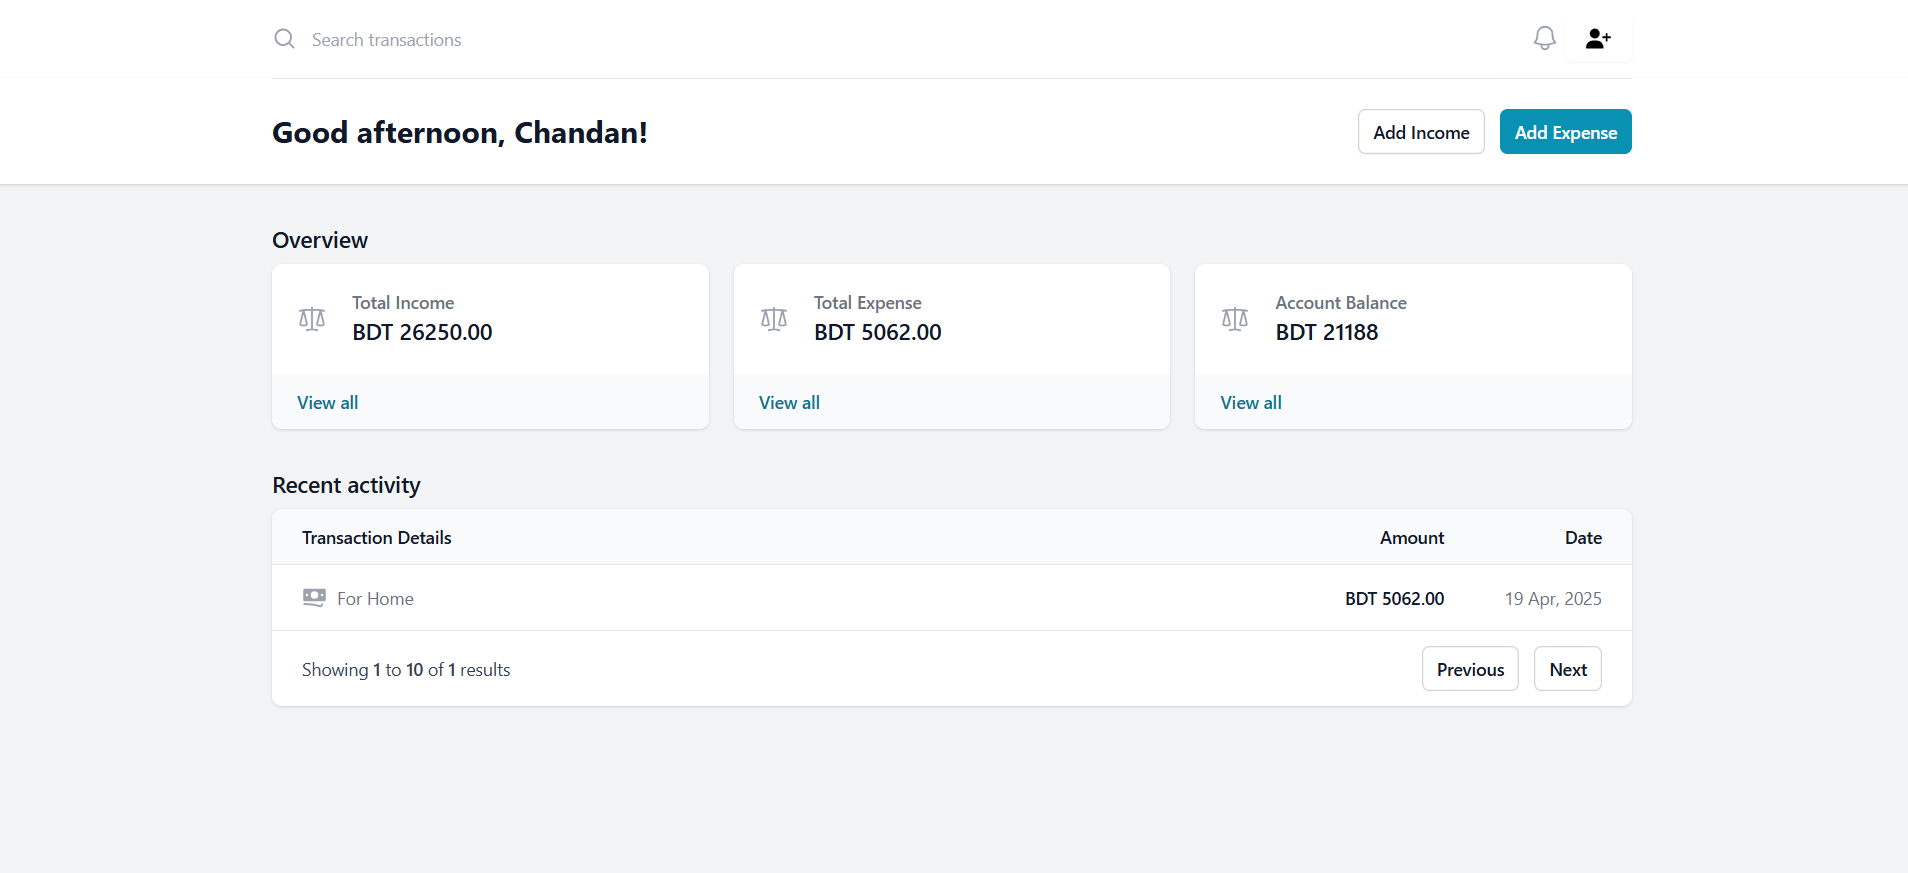 Search transactions
Good afternoon, Chandan!
Add Income
Add Expense
Overview
Total Income
BDT 26250.00
View all
Total Expense
BDT 5062.00
View all
Account Balance
BDT 21188
View all
Recent activity
Transaction Details Amount Date
For Home BDT 5062.00 19 Apr, 2025
Showing 1 to 10 of 1 results
Previous
Next